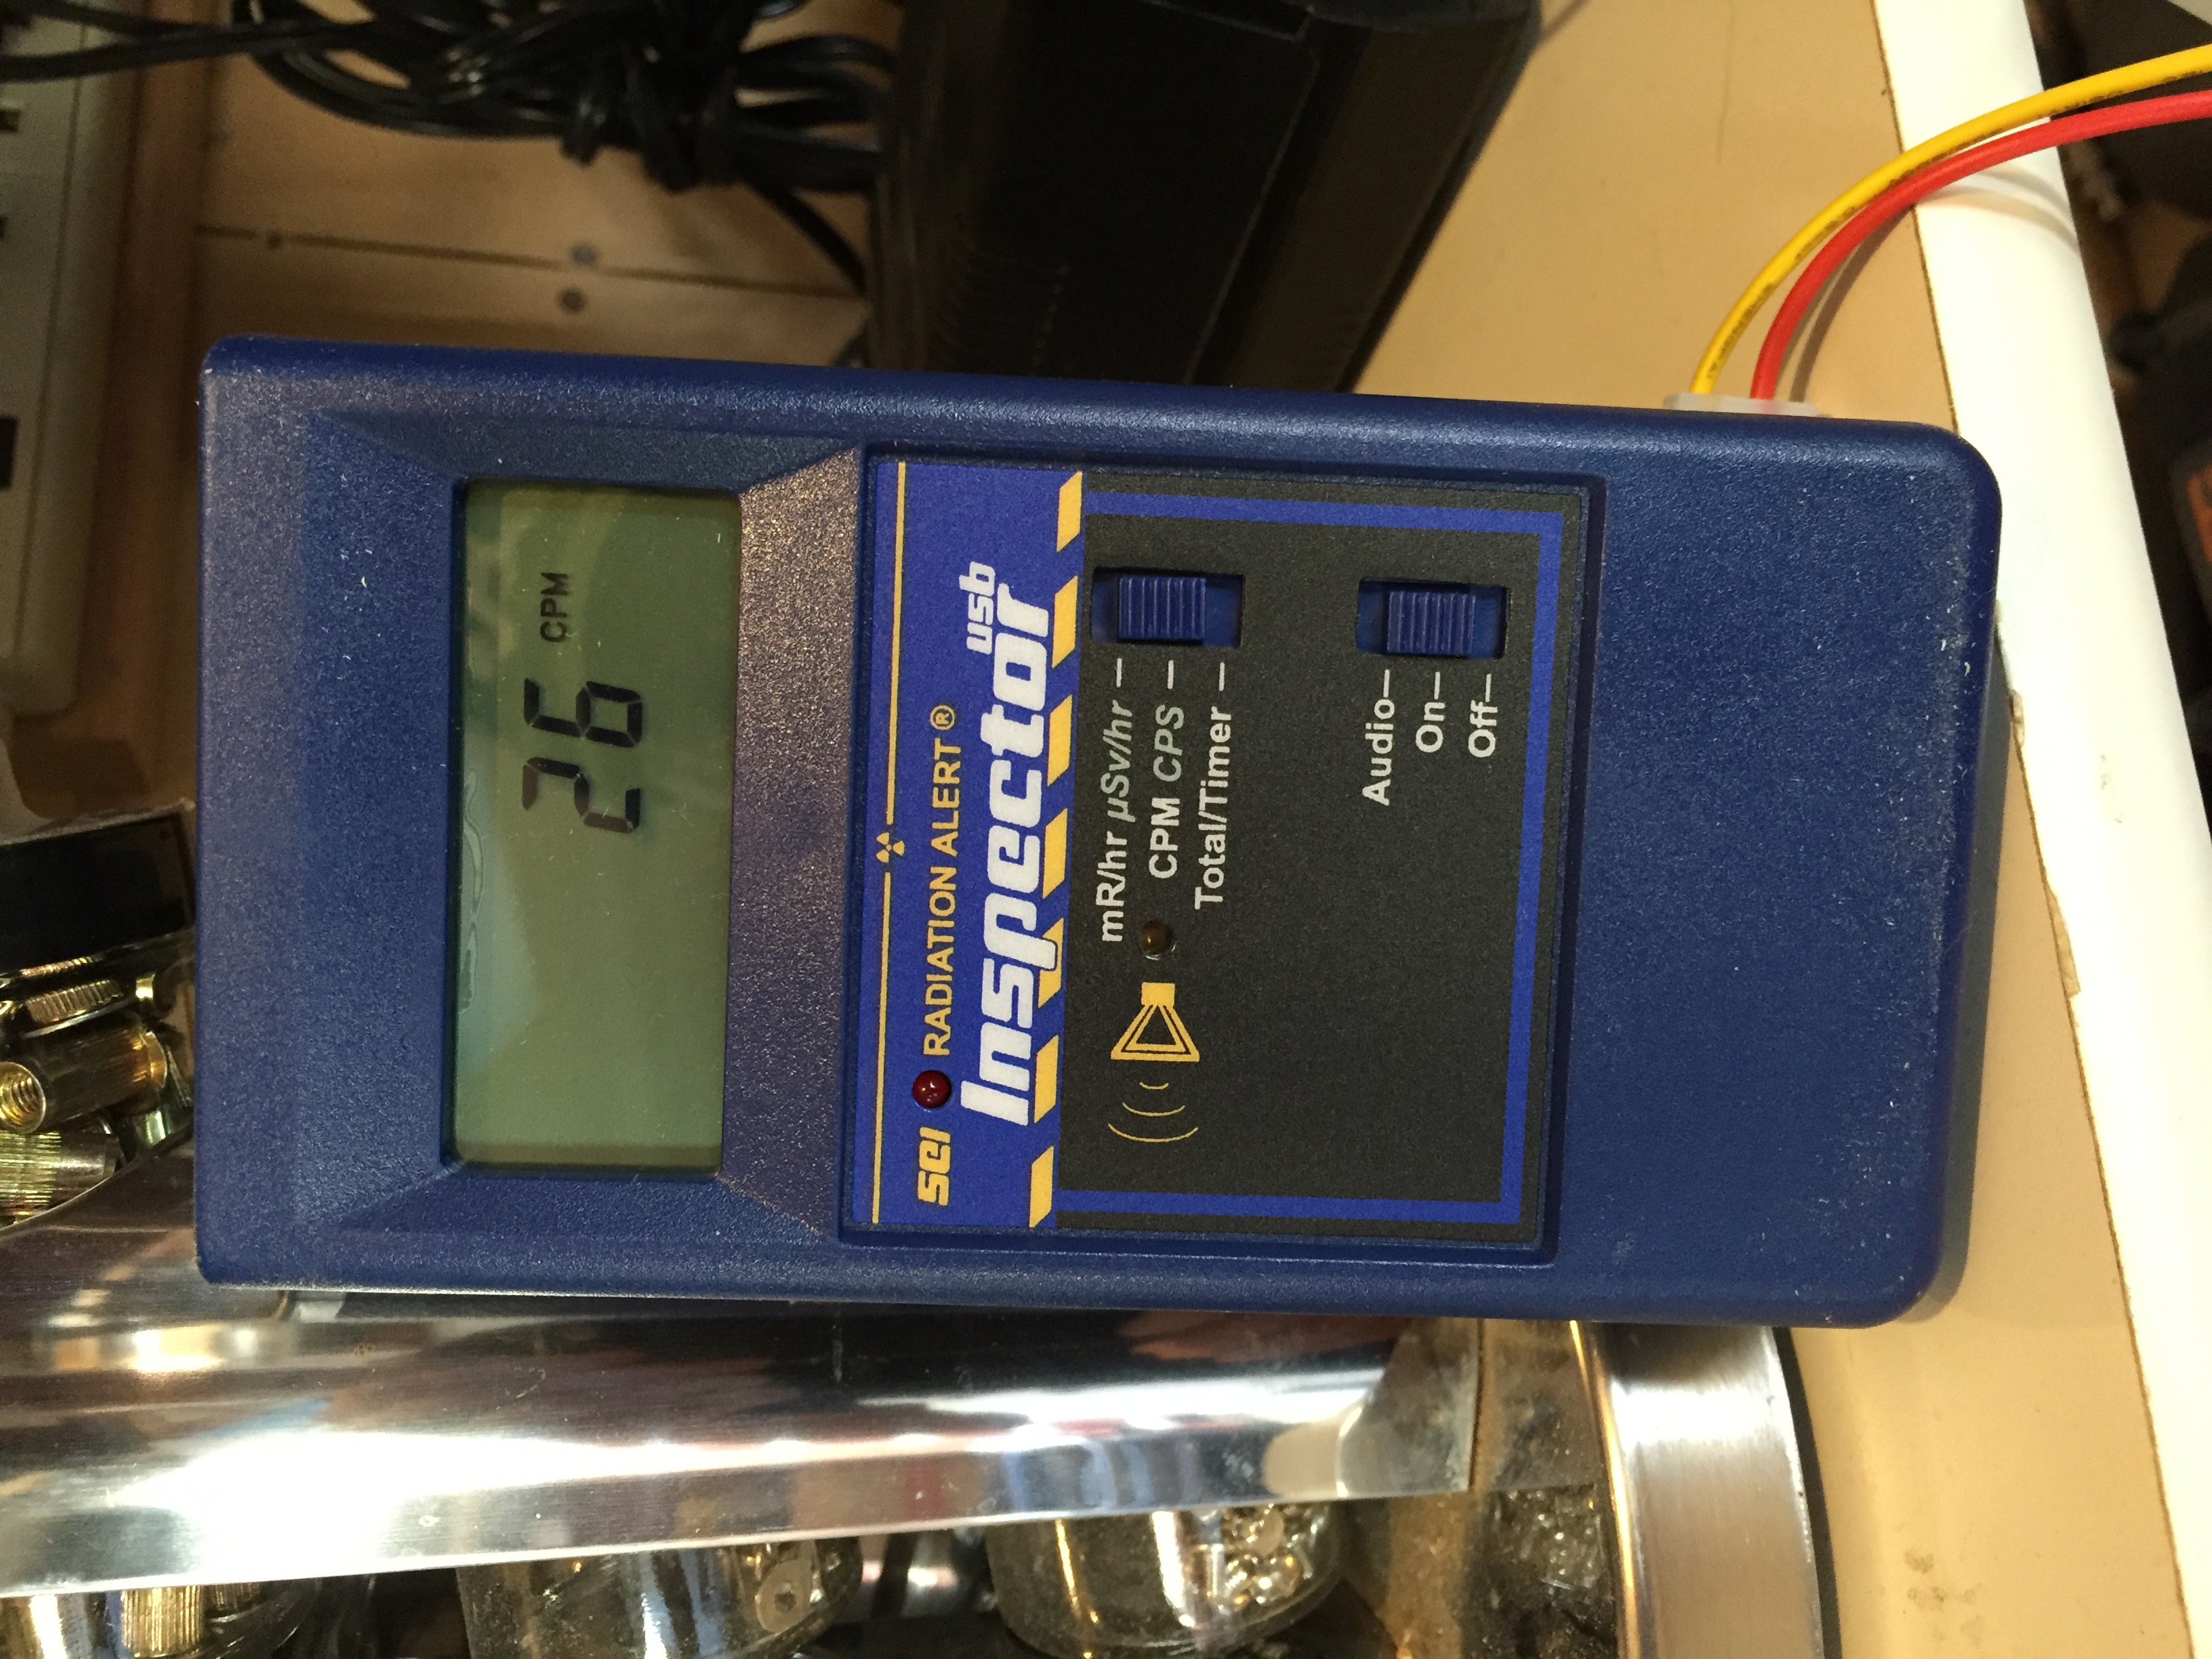 26 CPM
sei RADIATION ALERT®
Inspector usb
mR/hr µSv/hr
CPM CPS
Total/Timer
Audio
On
Off